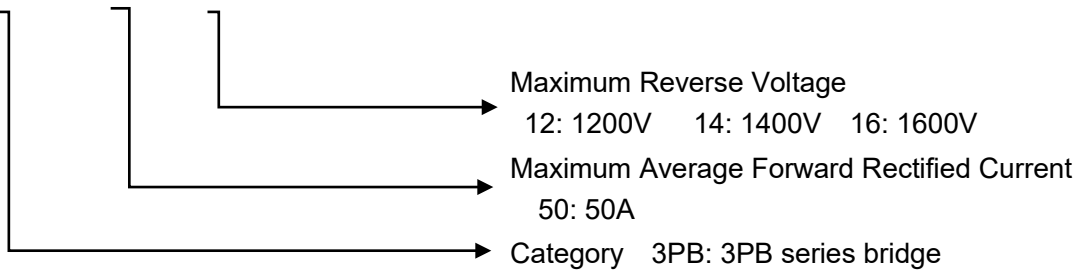 Maximum Reverse Voltage
12: 1200V 14: 1400V 16: 1600V
Maximum Average Forward Rectified Current
50: 50A
Category 3PB: 3PB series bridge